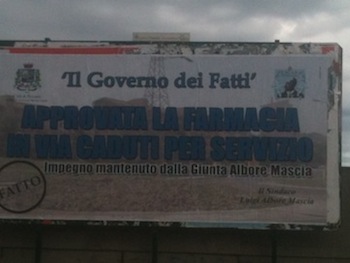 'Il Governo dei Fatti'
APPROVATA LA FARMACIA
IN VIA CADUTI PER SERVIZIO
Impegno mantenuto dalla Giunta Albore Mascia
FATTO
Il Sindaco
Luigi Albore Mascia